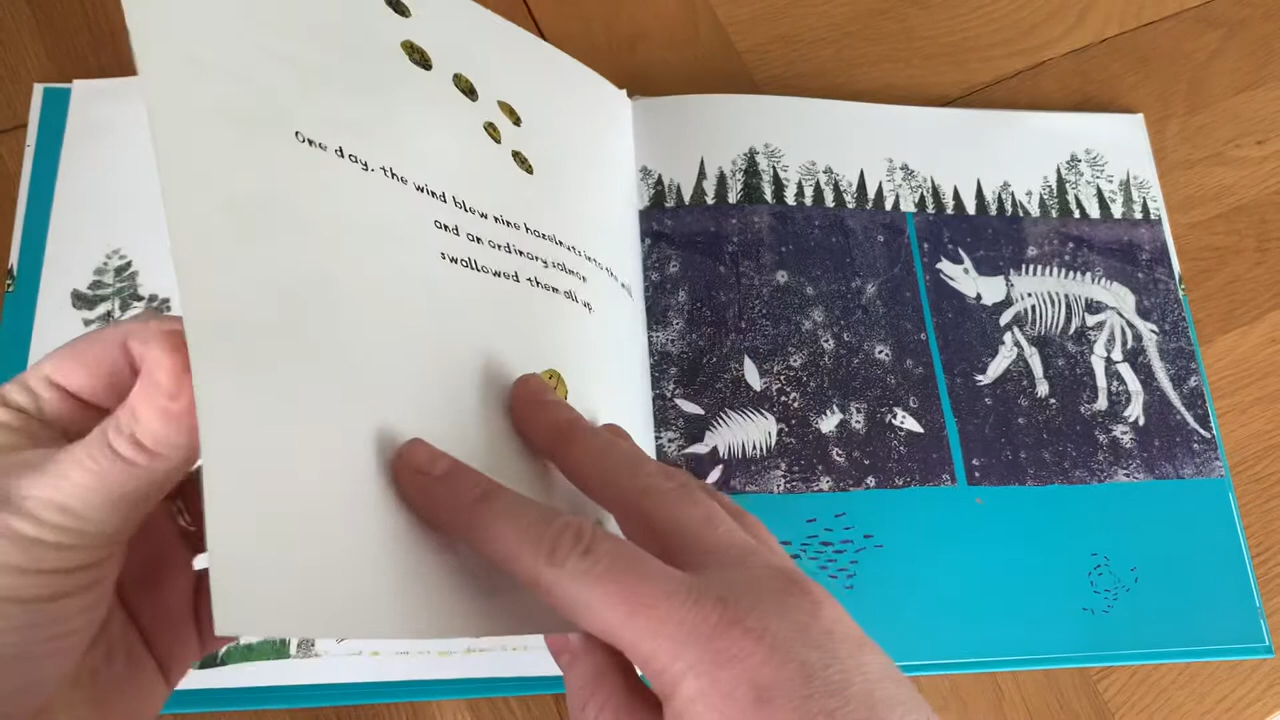 One day, the wind blew nine hazelnuts into the
and an ordinary salmon
swallowed them all up.